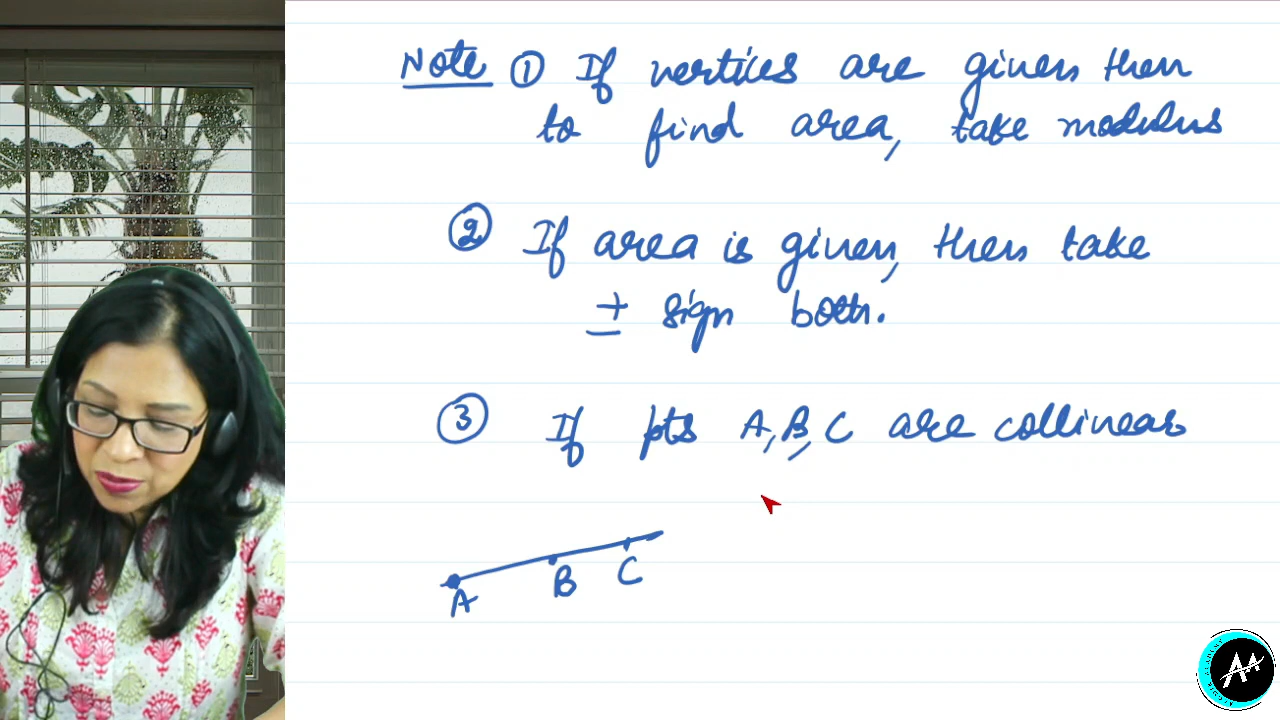 Note ① If vertices are given then
to find area, take modulus
② If area is given, then take
± sign both.
③ If pts A, B, C are collinear
A B C